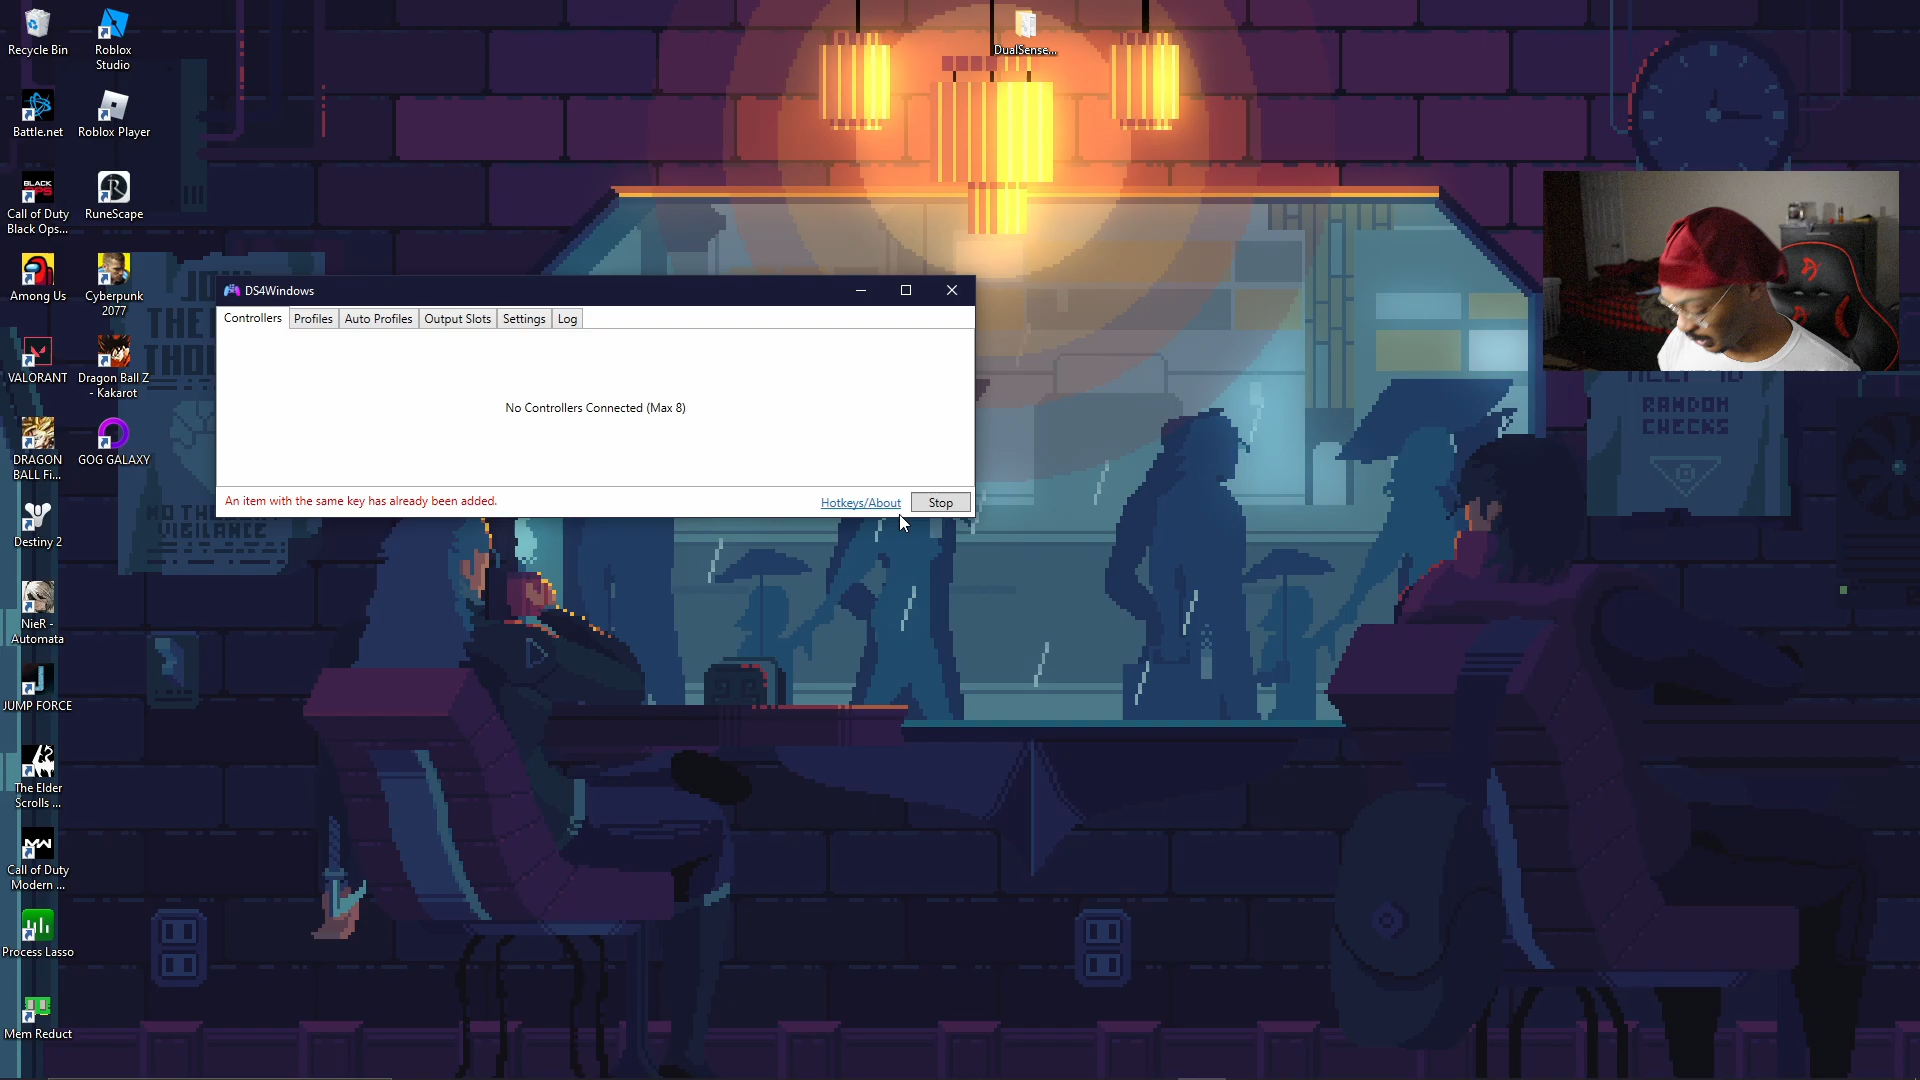 Recycle Bin
Roblox
Studio
DualSense...
Battle.net
Roblox Player
BLACK
OPS
Call of Duty
Black Ops...
RuneScape
Among Us
Cyberpunk
2077
VALORANT
Dragon Ball Z
- Kakarot
DRAGON
BALL Fi...
GOG GALAXY
Destiny 2
NieR -
Automata
JUMP FORCE
The Elder
Scrolls ...
Call of Duty
Modern ...
Process Lasso
Mem Reduct
DS4Windows
Controllers
Profiles
Auto Profiles
Output Slots
Settings
Log
No Controllers Connected (Max 8)
An item with the same key has already been added.
Hotkeys/About
Stop
RANDOM
CHECKS
VIGILANCE